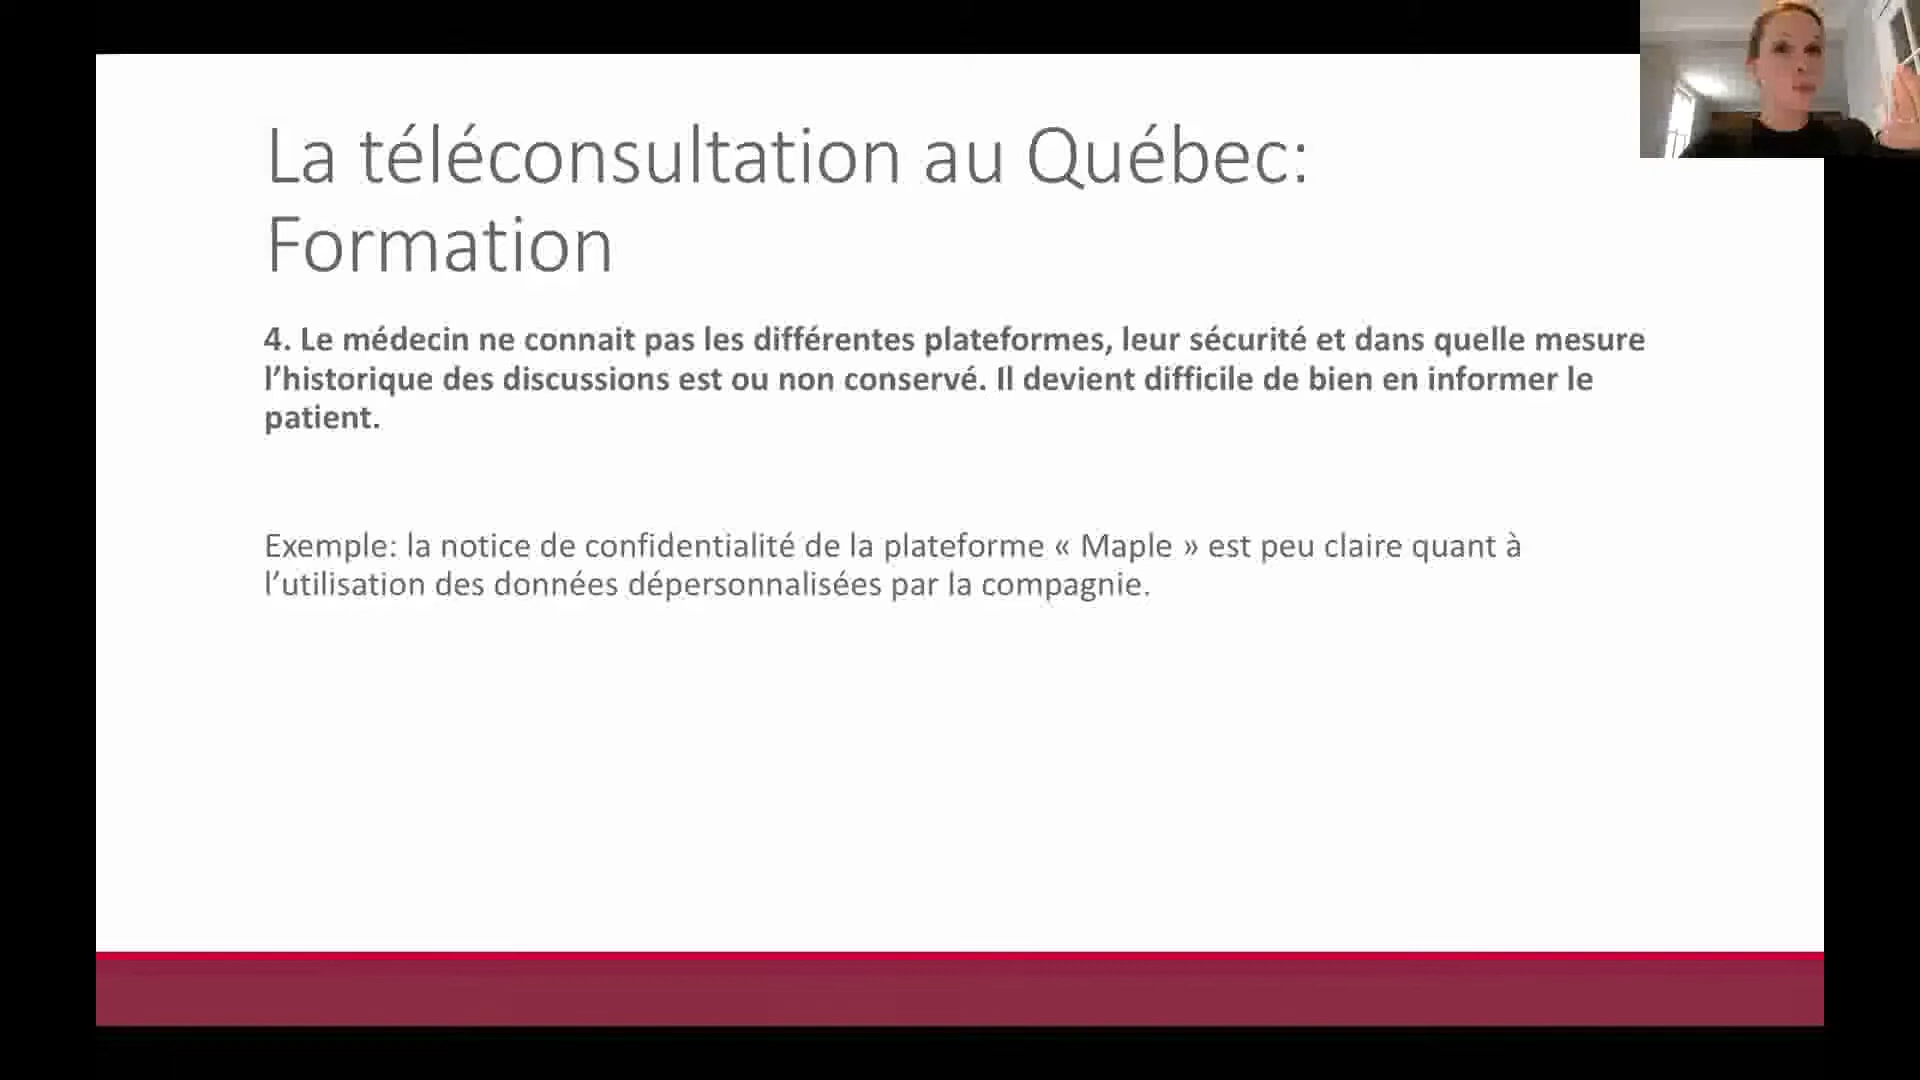 La téléconsultation au Québec:
Formation
4. Le médecin ne connait pas les différentes plateformes, leur sécurité et dans quelle mesure
l’historique des discussions est ou non conservé. Il devient difficile de bien en informer le
patient.
Exemple: la notice de confidentialité de la plateforme « Maple » est peu claire quant à
l’utilisation des données dépersonnalisées par la compagnie.